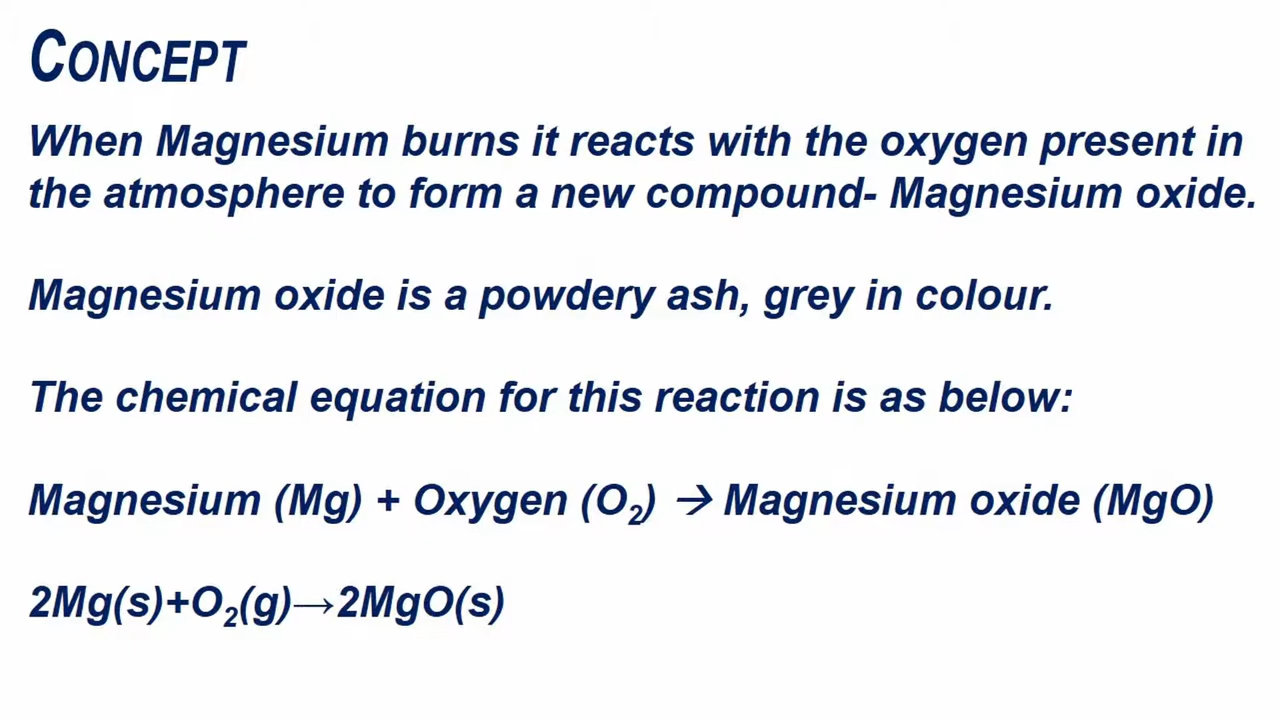 CONCEPT
When Magnesium burns it reacts with the oxygen present in
the atmosphere to form a new compound- Magnesium oxide.
Magnesium oxide is a powdery ash, grey in colour.
The chemical equation for this reaction is as below:
Magnesium (Mg) + Oxygen (O₂) → Magnesium oxide (MgO)
2Mg(s)+O₂(g)→2MgO(s)